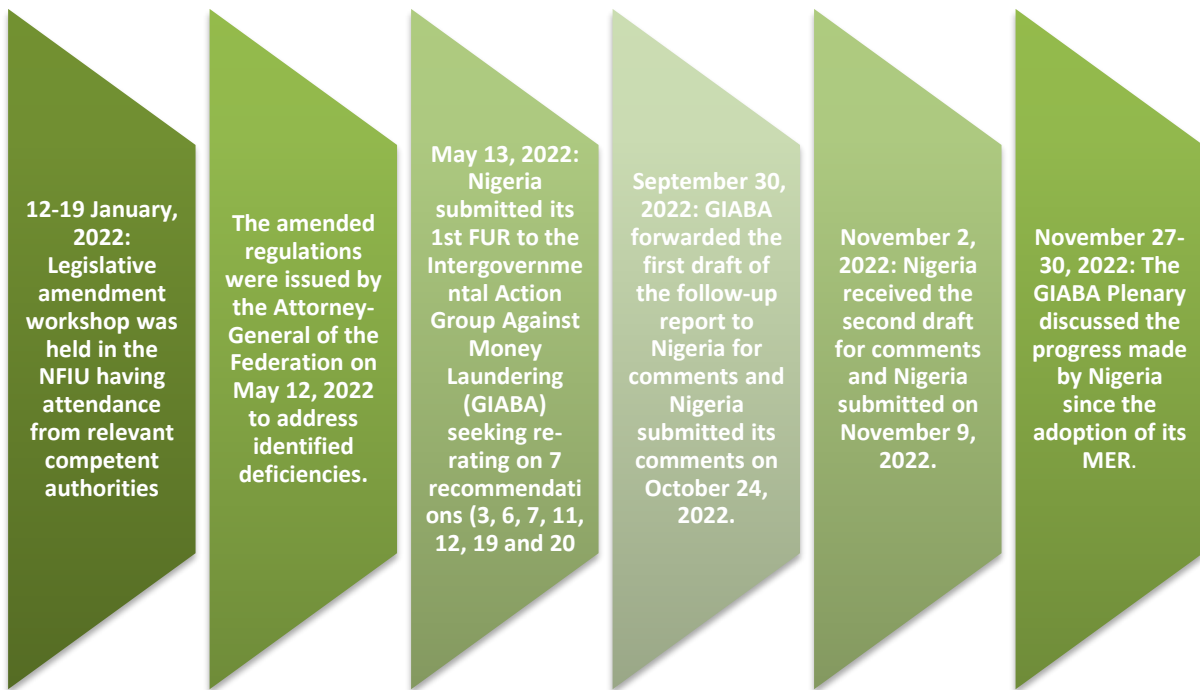 12-19 January,
2022:
Legislative
amendment
workshop was
held in the
NFIU having
attendance
from relevant
competent
authorities
The amended
regulations
were issued by
the Attorney-
General of the
Federation on
May 12, 2022
to address
identified
deficiencies.
May 13, 2022:
Nigeria
submitted its
1st FUR to the
Intergovernme
ntal Action
Group Against
Money
Laundering
(GIABA)
seeking re-
rating on 7
recommendati
ons (3, 6, 7, 11,
12, 19 and 20
September 30,
2022: GIABA
forwarded the
first draft of
the follow-up
report to
Nigeria for
comments and
Nigeria
submitted its
comments on
October 24,
2022.
November 2,
2022: Nigeria
received the
second draft
for comments
and Nigeria
submitted on
November 9,
2022.
November 27-
30, 2022: The
GIABA Plenary
discussed the
progress made
by Nigeria
since the
adoption of its
MER.